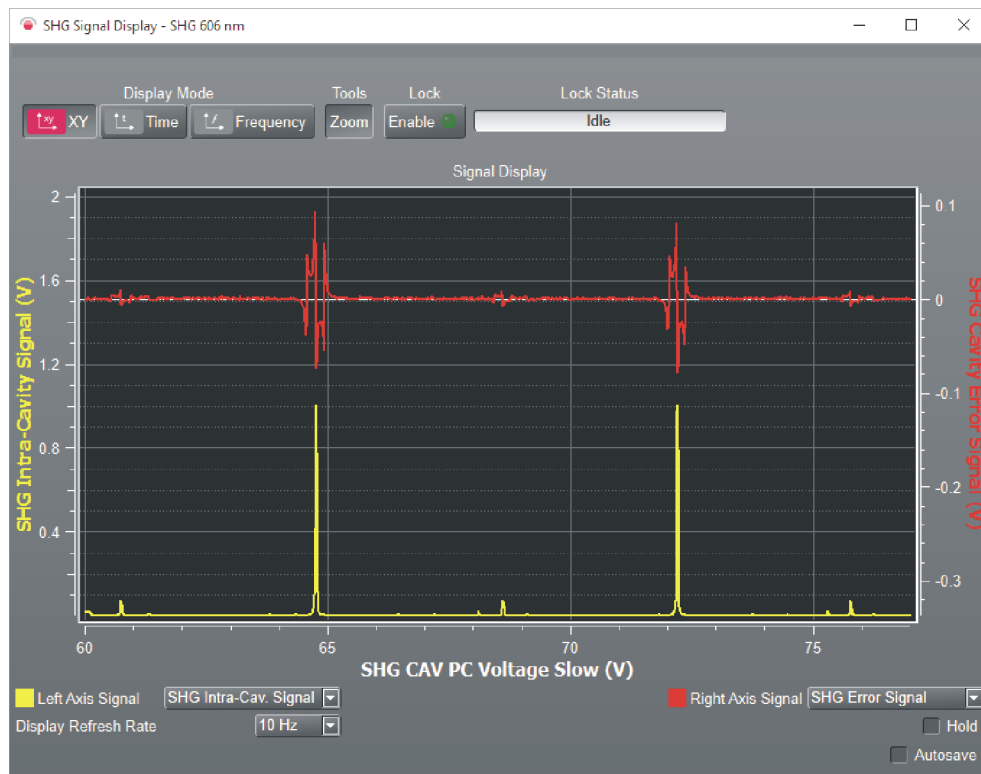 SHG Signal Display - SHG 606 nm
Display Mode Tools Lock Lock Status
xy XY t Time f Frequency Zoom Enable Idle
Signal Display
2
1.6
1.2
0.8
0.4
SHG Intra-Cavity Signal (V)
0.1
0
-0.1
-0.2
-0.3
SHG Cavity Error Signal (V)
60 65 70 75
SHG CAV PC Voltage Slow (V)
Left Axis Signal SHG Intra-Cav. Signal Right Axis Signal SHG Error Signal
Display Refresh Rate 10 Hz Hold
Autosave